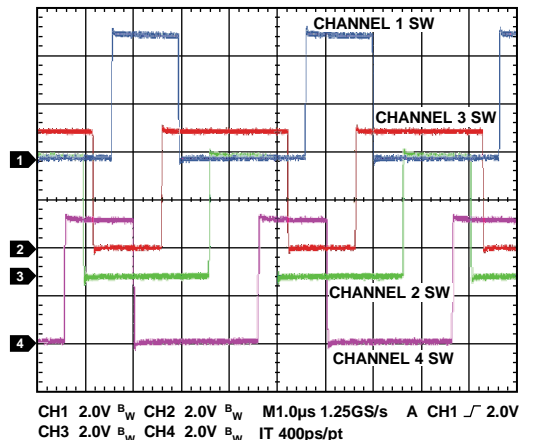 CHANNEL 1 SW
CHANNEL 3 SW
1
2
3
CHANNEL 2 SW
4
CHANNEL 4 SW
CH1 2.0V BW CH2 2.0V BW M1.0µs 1.25GS/s A CH1 2.0V
CH3 2.0V BW CH4 2.0V BW IT 400ps/pt